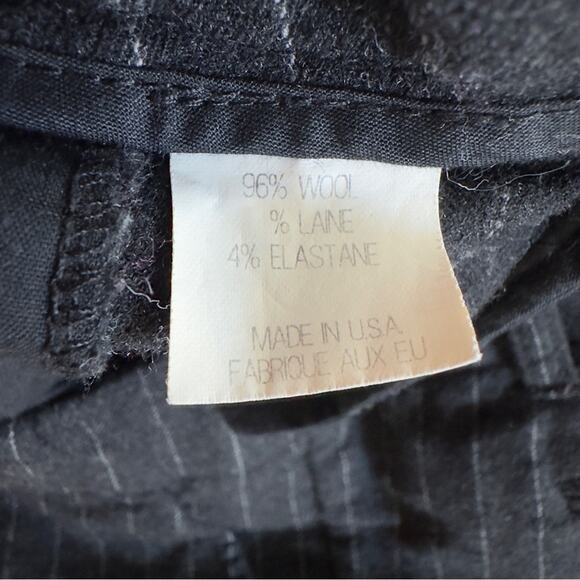 96% WOOL
% LAINE
4% ELASTANE
MADE IN U.S.A.
FABRIQUE AUX E.U